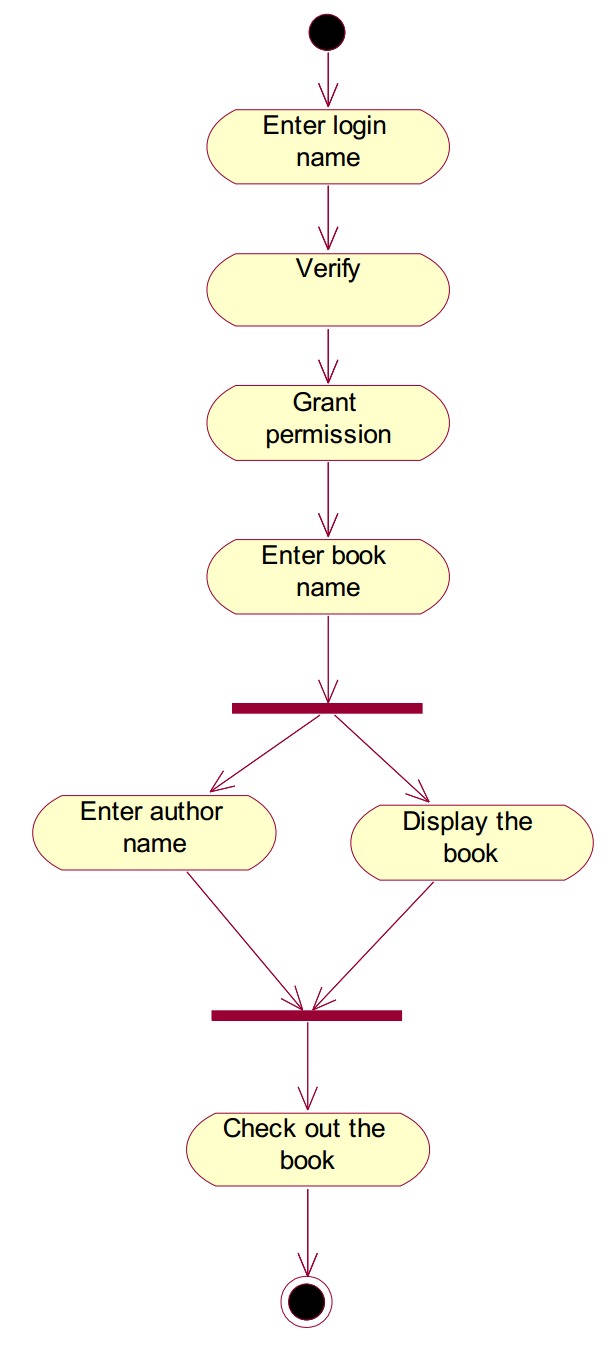 Enter login
name
Verify
Grant
permission
Enter book
name
Enter author
name
Display the
book
Check out the
book